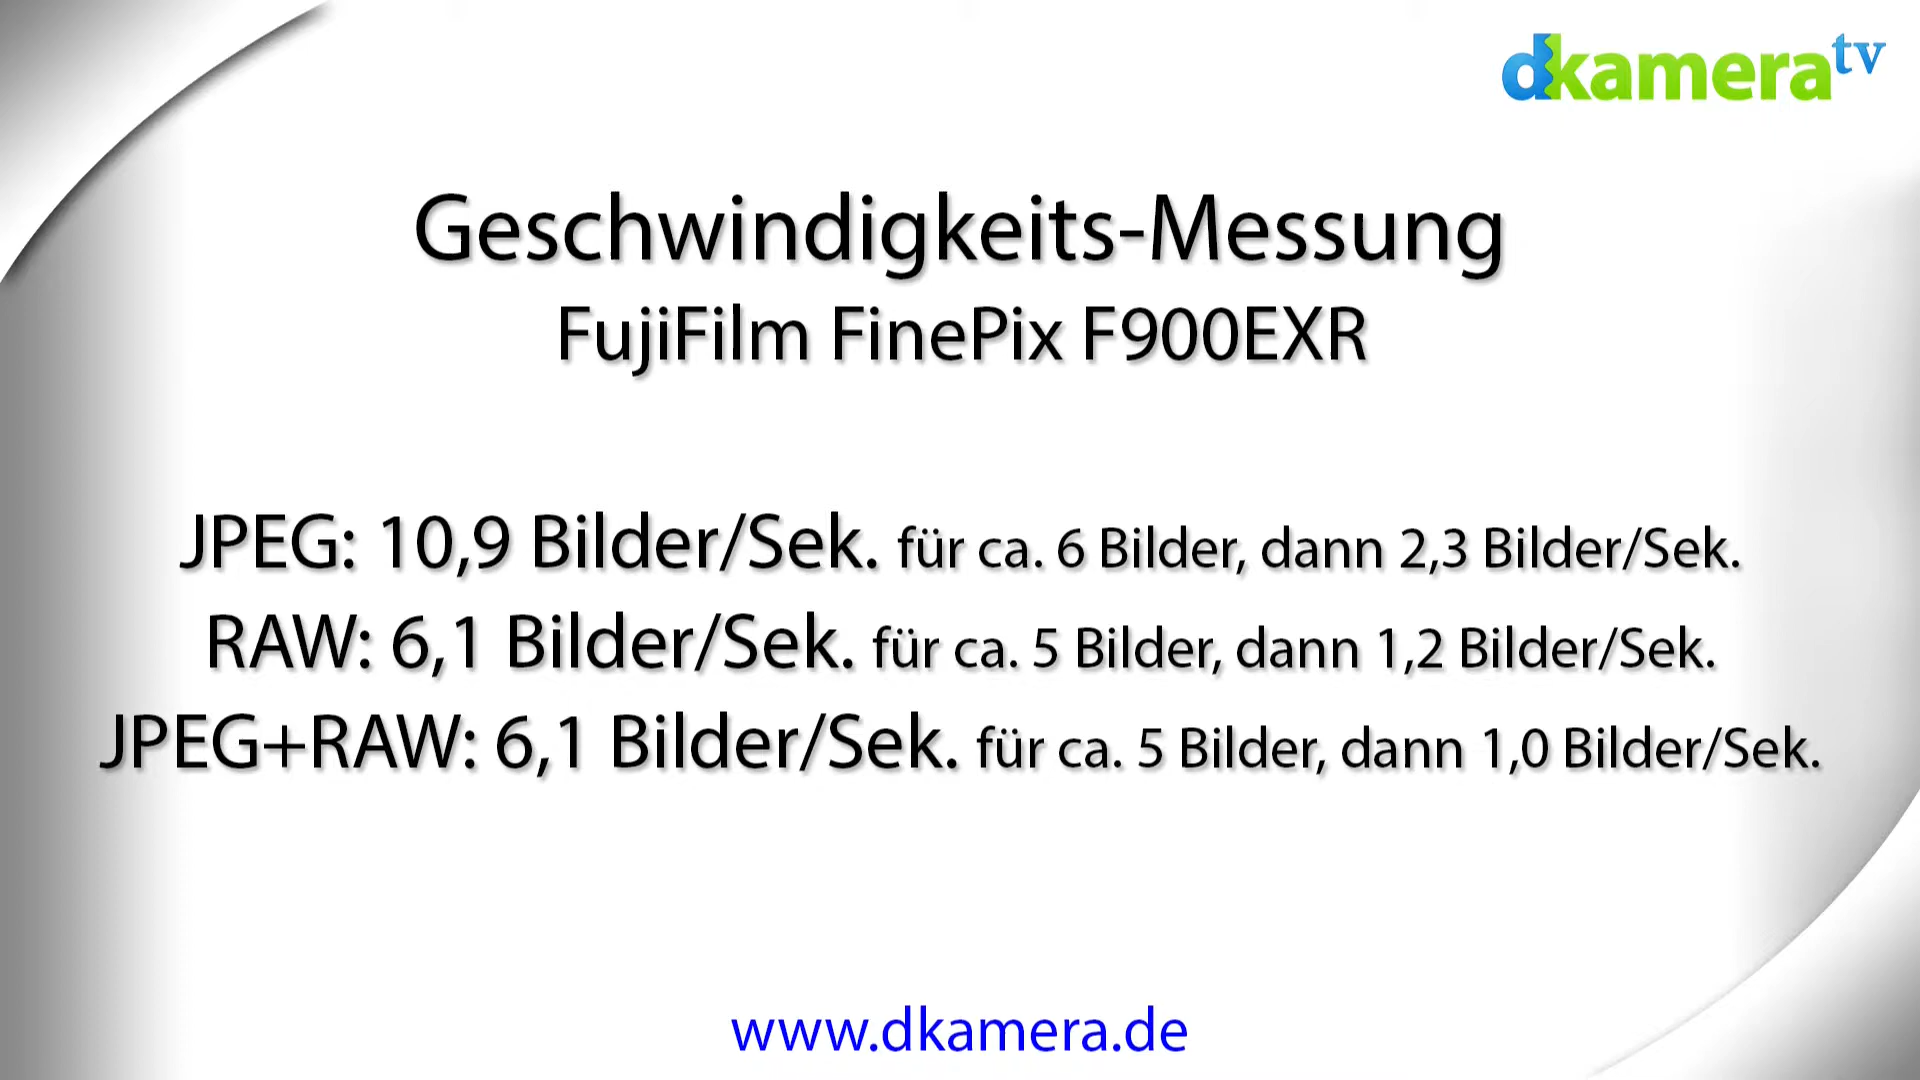 dkameratv
Geschwindigkeits-Messung
FujiFilm FinePix F900EXR
JPEG: 10,9 Bilder/Sek. für ca. 6 Bilder, dann 2,3 Bilder/Sek.
RAW: 6,1 Bilder/Sek. für ca. 5 Bilder, dann 1,2 Bilder/Sek.
JPEG+RAW: 6,1 Bilder/Sek. für ca. 5 Bilder, dann 1,0 Bilder/Sek.
www.dkamera.de